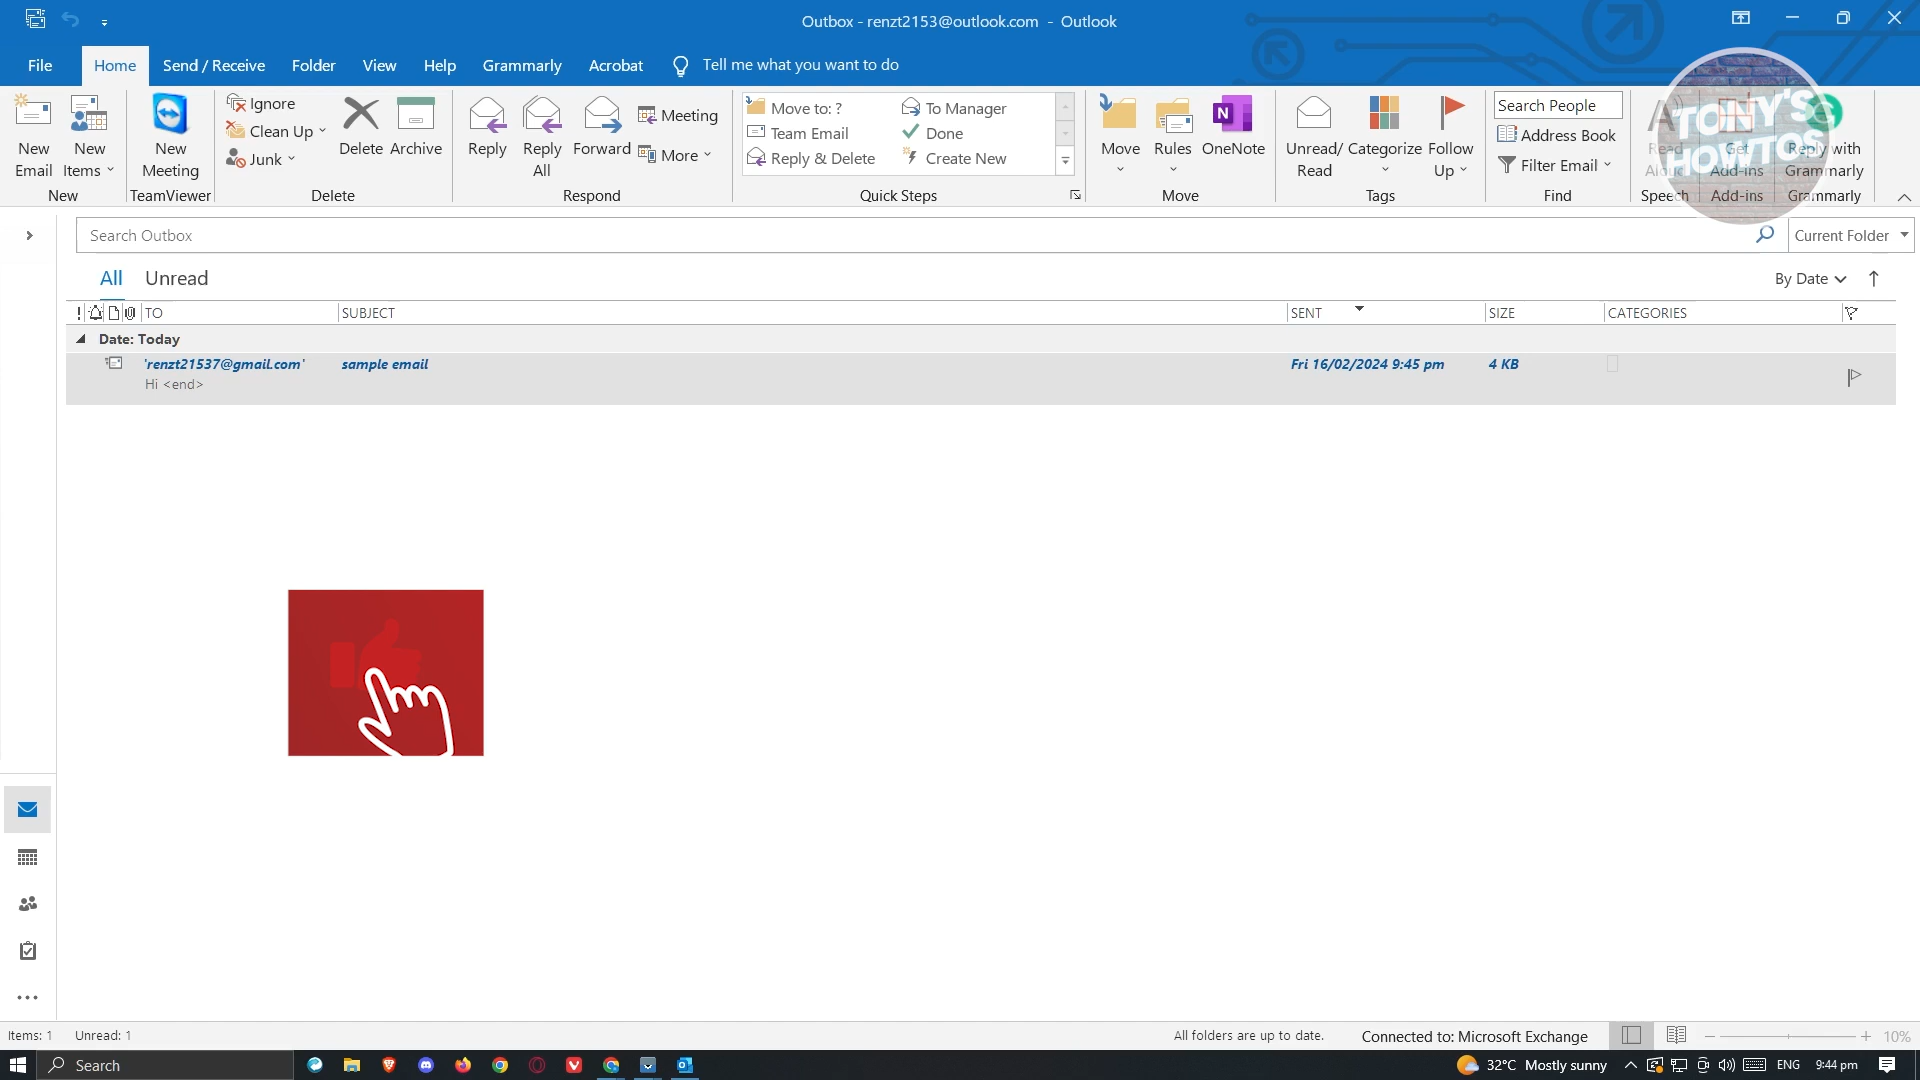 Outbox - renzt2153@outlook.com - Outlook
File Home Send / Receive Folder View Help Grammarly Acrobat Tell me what you want to do
New Email
New Items
New
New Meeting
TeamViewer
Ignore
Clean Up
Junk
Delete
Archive
Delete
Reply
Reply All
Forward
Meeting
More
Respond
Move to: ?
Team Email
Reply & Delete
To Manager
Done
Create New
Quick Steps
Move
Rules
OneNote
Move
Unread/ Read
Categorize
Follow Up
Tags
Search People
Address Book
Filter Email
Find
Read Aloud
Speech
Get Add-ins
Add-ins
Reply with Grammarly
Grammarly
TONY'S
HOWTOS
Search Outbox
Current Folder
All Unread
By Date
! TO SUBJECT SENT SIZE CATEGORIES
Date: Today
'renzt21537@gmail.com' sample email Fri 16/02/2024 9:45 pm 4 KB
Hi <end>
Items: 1 Unread: 1 All folders are up to date. Connected to: Microsoft Exchange 10%
Search 32°C Mostly sunny ENG 9:44 pm